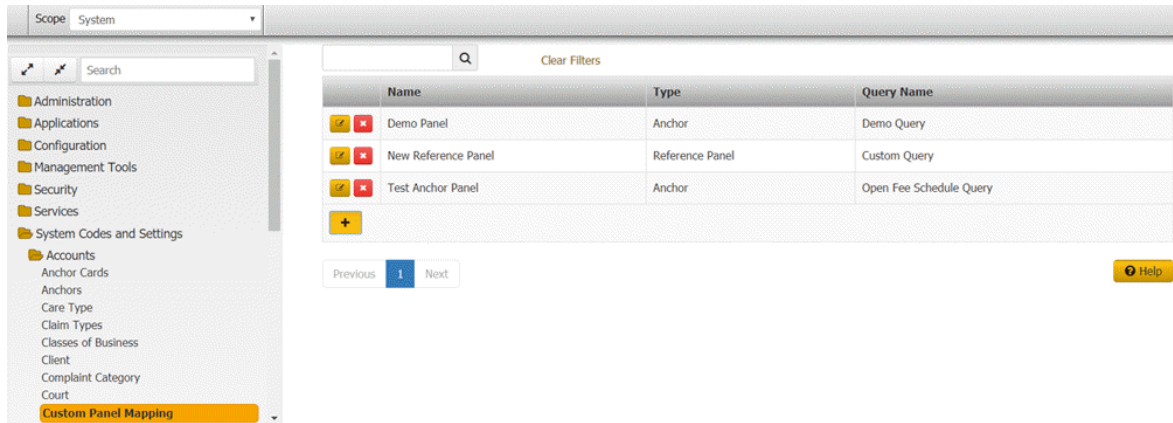 Scope System
Search
Administration
Applications
Configuration
Management Tools
Security
Services
System Codes and Settings
Accounts
Anchor Cards
Anchors
Care Type
Claim Types
Classes of Business
Client
Complaint Category
Court
Custom Panel Mapping
Clear Filters
Name Type Query Name
Demo Panel Anchor Demo Query
New Reference Panel Reference Panel Custom Query
Test Anchor Panel Anchor Open Fee Schedule Query
+
Previous 1 Next
Help